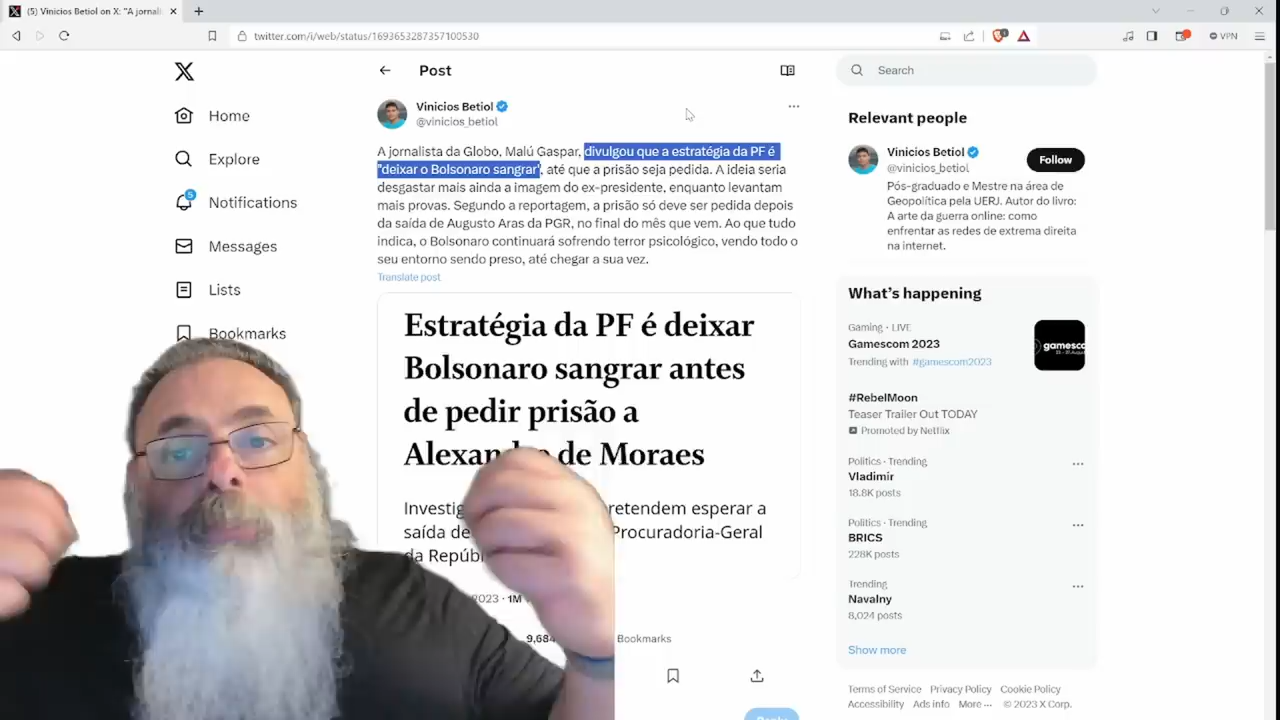 (5) Vinicios Betiol on X: "A jornali
twitter.com/i/web/status/1693653287357100530
VPN
Home
Explore
5
Notifications
Messages
Lists
Bookmarks
Post
Vinicios Betiol
@vinicios_betiol
A jornalista da Globo, Malú Gaspar, divulgou que a estratégia da PF é
"deixar o Bolsonaro sangrar", até que a prisão seja pedida. A ideia seria
desgastar mais ainda a imagem do ex-presidente, enquanto levantam
mais provas. Segundo a reportagem, a prisão só deve ser pedida depois
da saída de Augusto Aras da PGR, no final do mês que vem. Ao que tudo
indica, o Bolsonaro continuará sofrendo terror psicológico, vendo todo o
seu entorno sendo preso, até chegar a sua vez.
Translate post
Estratégia da PF é deixar
Bolsonaro sangrar antes
de pedir prisão a
de Moraes
saída de Procuradoria-Geral
da
2023 · 1M
9,684 Bookmarks
Search
Relevant people
Vinicios Betiol
@vinicios_betiol
Follow
Pós-graduado e Mestre na área de
Geopolítica pela UERJ. Autor do livro:
A arte da guerra online: como
enfrentar as redes de extrema direita
na internet.
What's happening
Gaming · LIVE
Gamescom 2023
Trending with #gamescom2023
gamesco
#RebelMoon
Teaser Trailer Out TODAY
Promoted by Netflix
Politics · Trending
Vladimir
18.8K posts
Politics · Trending
BRICS
228K posts
Trending
Navalny
8,024 posts
Show more
Terms of Service Privacy Policy Cookie Policy
Accessibility Ads info More ··· © 2023 X Corp.